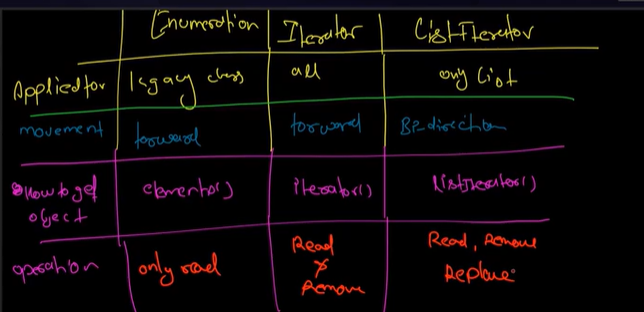 Enumeration Iterator ListIterator
Applied for legacy class all only List
movement forward forward Bi-direction
How to get object elements() iterator() listIterator()
operation only read Read & Remove Read, Remove Replace